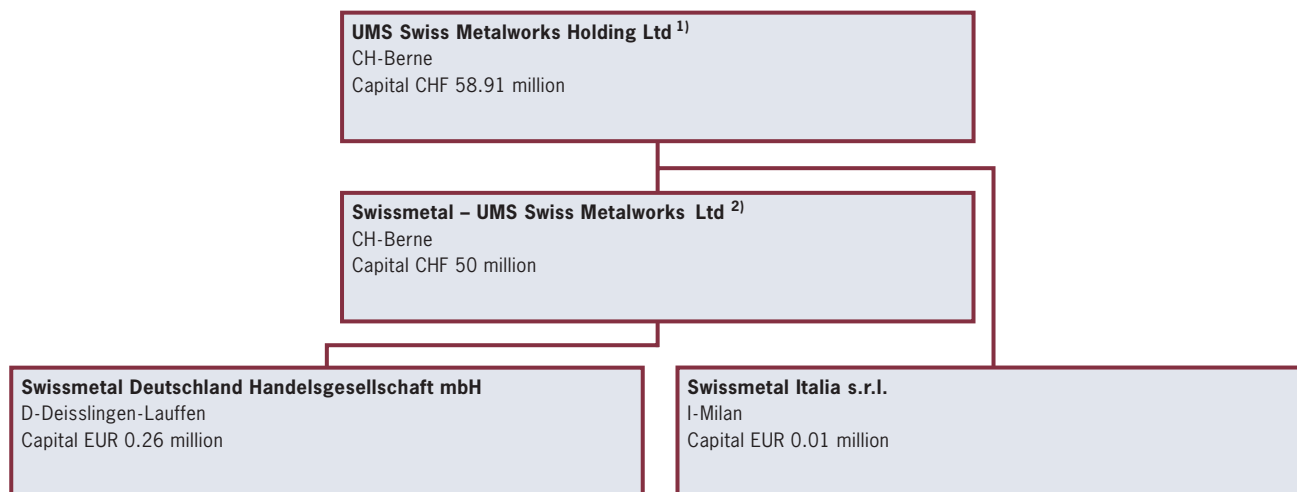 UMS Swiss Metalworks Holding Ltd 1)
CH-Berne
Capital CHF 58.91 million
Swissmetal – UMS Swiss Metalworks Ltd 2)
CH-Berne
Capital CHF 50 million
Swissmetal Deutschland Handelsgesellschaft mbH
D-Deisslingen-Lauffen
Capital EUR 0.26 million
Swissmetal Italia s.r.l.
I-Milan
Capital EUR 0.01 million